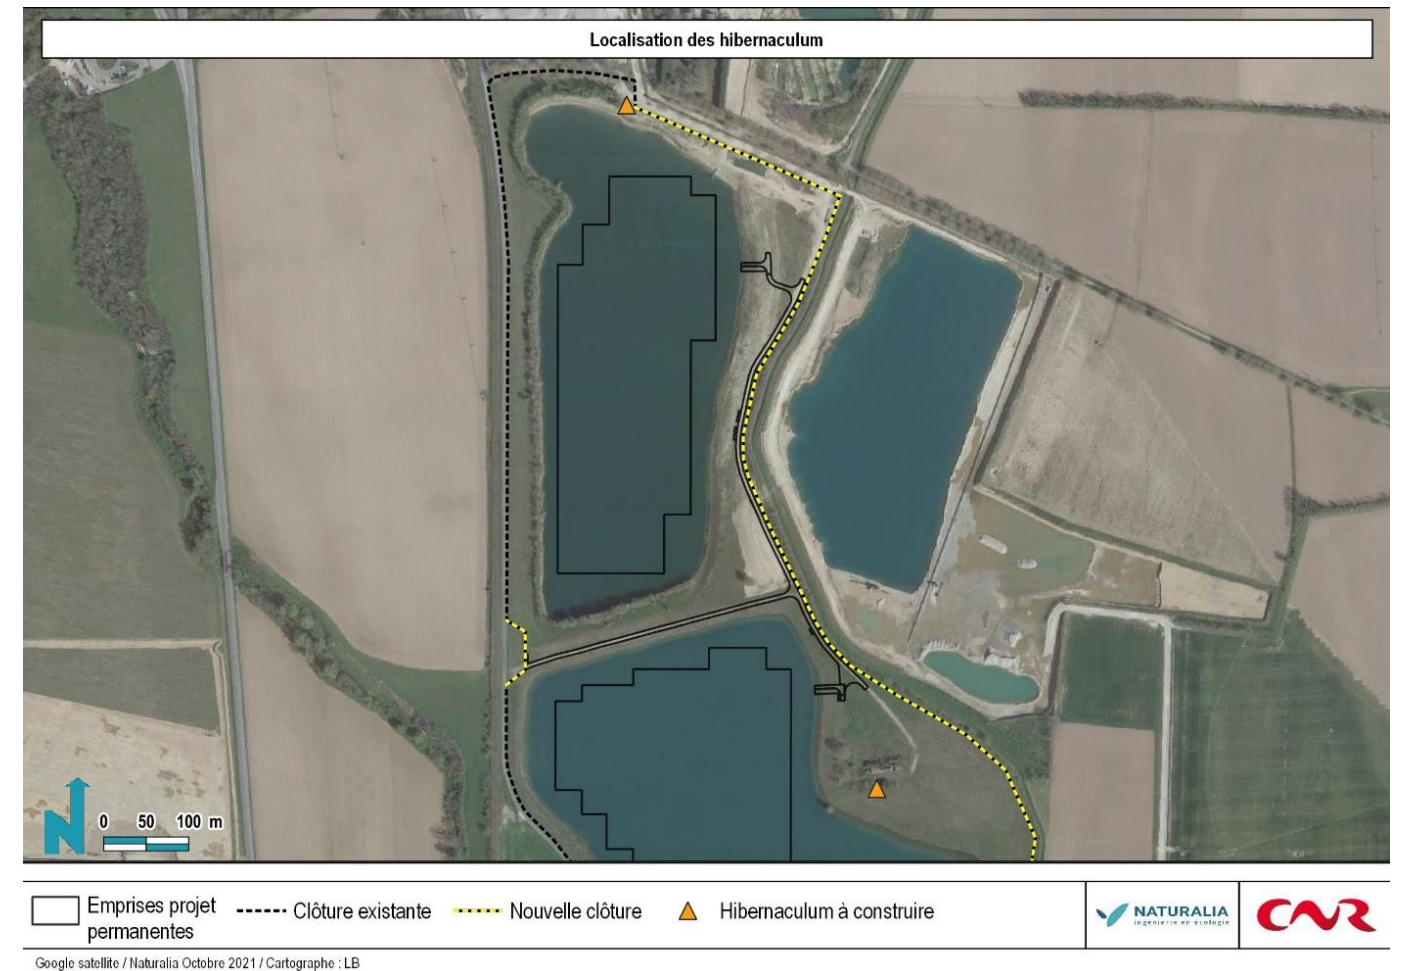 Localisation des hibernaculum
N
0 50 100 m
Emprises projet
permanentes
Clôture existante
Nouvelle clôture
Hibernaculum à construire
NATURALIA
ingénierie en écologie
CNR
Google satellite / Naturalia Octobre 2021 / Cartographe : LB